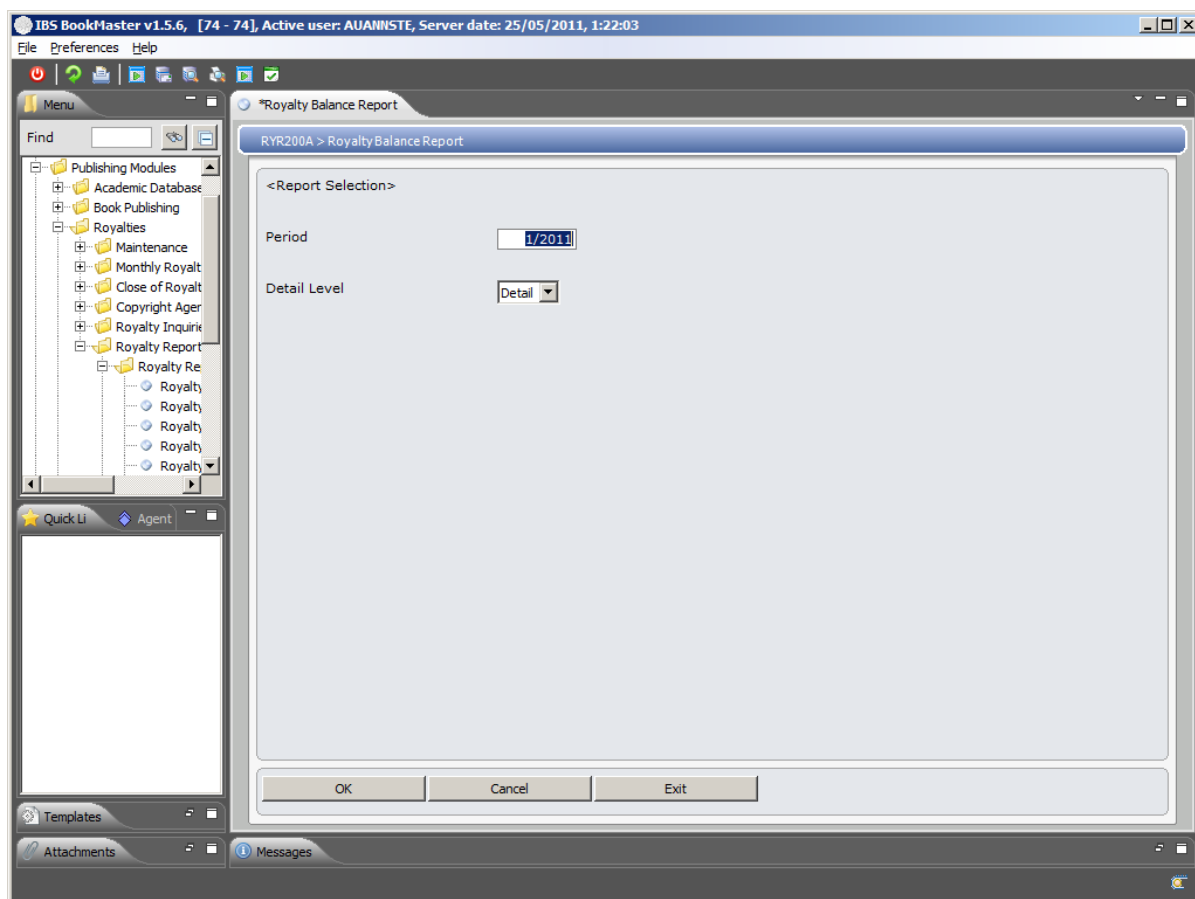 IBS BookMaster v1.5.6, [74 - 74], Active user: AUANNSTE, Server date: 25/05/2011, 1:22:03
File Preferences Help
Menu
*Royalty Balance Report
Find
RYR200A > Royalty Balance Report
Publishing Modules
Academic Database
Book Publishing
Royalties
Maintenance
Monthly Royalt
Close of Royalt
Copyright Ager
Royalty Inquirie
Royalty Report
Royalty Re
Royalty
Royalty
Royalty
Royalty
Royalty
<Report Selection>
Period 1/2011
Detail Level Detail
Quick Li Agent
OK Cancel Exit
Templates
Attachments
Messages